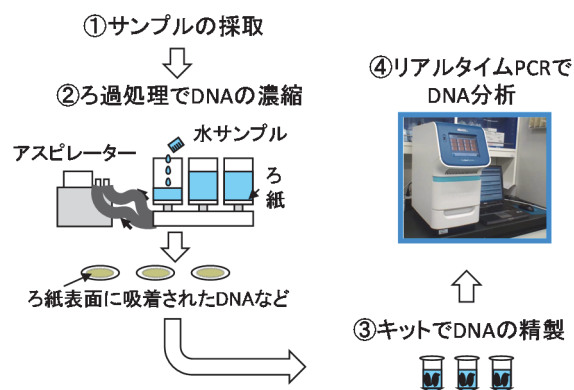 ①サンプルの採取
②ろ過処理でDNAの濃縮
水サンプル
アスピレーター
ろ
紙
ろ紙表面に吸着されたDNAなど
③キットでDNAの精製
④リアルタイムPCRで
DNA分析